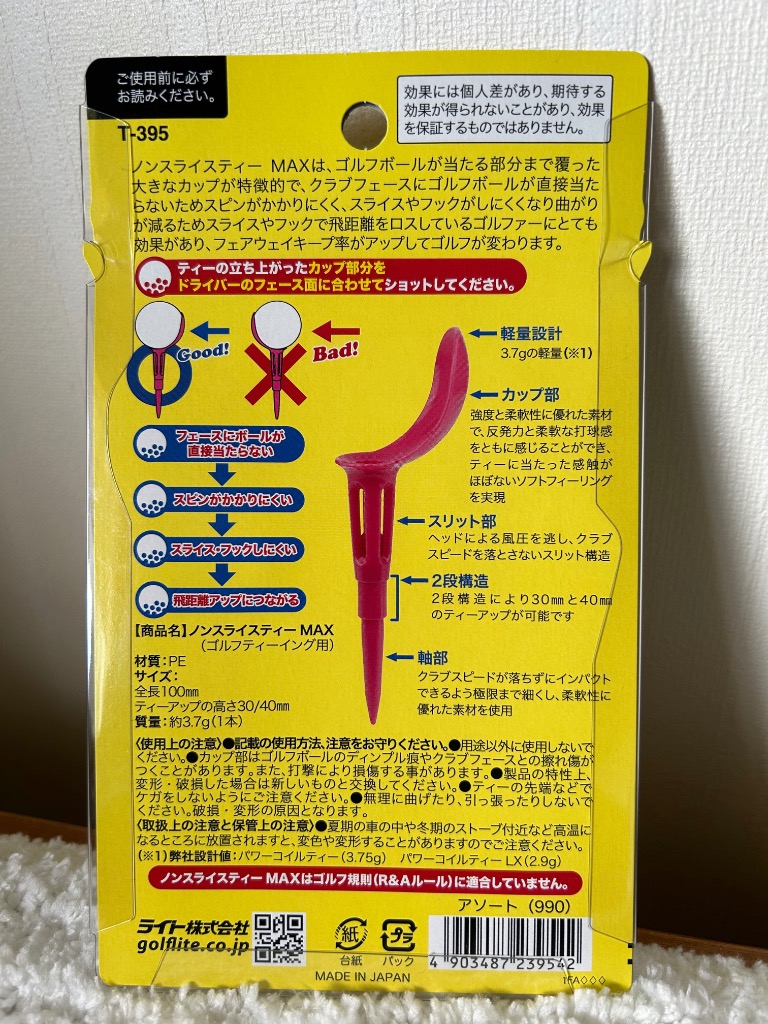 ご使用前に必ず
お読みください。
効果には個人差があり、期待する
効果が得られないことがあり、効果
を保証するものではありません。
T-395
ノンスライスティー MAXは、ゴルフボールが当たる部分まで覆った
大きなカップが特徴的で、クラブフェースにゴルフボールが直接当た
らないためスピンがかかりにくく、スライスやフックがしにくくなり曲がり
が減るためスライスやフックで飛距離をロスしているゴルファーにとても
効果があり、フェアウェイキープ率がアップしてゴルフが変わります。
ティーの立ち上がったカップ部分を
ドライバーのフェース面に合わせてショットしてください。
Good!
Bad!
フェースにボールが
直接当たらない
スピンがかかりにくい
スライス・フックしにくい
飛距離アップにつながる
軽量設計
3.7gの軽量(※1)
カップ部
強度と柔軟性に優れた素材
で、反発力と柔軟な打球感
をともに感じることができ、
ティーに当たった感触が
ほぼないソフトフィーリング
を実現
スリット部
ヘッドによる風圧を逃し、クラブ
スピードを落とさないスリット構造
2段構造
2段構造により30㎜と40㎜
のティーアップが可能です
軸部
クラブスピードが落ちずにインパクト
できるよう極限まで細くし、柔軟性に
優れた素材を使用
【商品名】ノンスライスティー MAX
(ゴルフティーイング用)
材質:PE
サイズ:
全長100㎜
ティーアップの高さ30/40㎜
質量:約3.7g(1本)
〈使用上の注意〉●記載の使用方法、注意をお守りください。●用途以外に使用しないで
ください。●カップ部はゴルフボールのディンプル痕やクラブフェースとの擦れ傷が
つくことがあります。また、打撃により損傷する事があります。●製品の特性上、
変形・破損した場合は新しいものと交換してください。●ティーの先端などで
ケガをしないようにご注意ください。●無理に曲げたり、引っ張ったりしないで
ください。破損・変形の原因となります。
〈取扱上の注意と保管上の注意〉●夏期の車の中や冬期のストーブ付近など高温に
なるところに放置されますと、変色や変形することがありますのでご注意ください。
(※1)弊社設計値:パワーコイルティー(3.75g) パワーコイルティー LX(2.9g)
ノンスライスティー MAXはゴルフ規則(R&Aルール)に適合していません。
アソート(990)
ライト株式会社
golflite.co.jp
紙
台紙
プラ
パック
MADE IN JAPAN
4 903487 239542
1FA◇◇◇